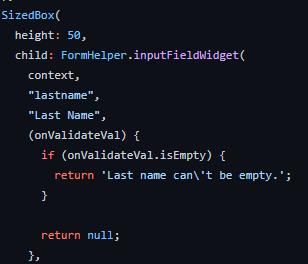 SizedBox(
  height: 50,
  child: FormHelper.inputFieldWidget(
    context,
    "lastname",
    "Last Name",
    (onValidateVal) {
      if (onValidateVal.isEmpty) {
        return 'Last name can\'t be empty.';
      }

      return null;
    },